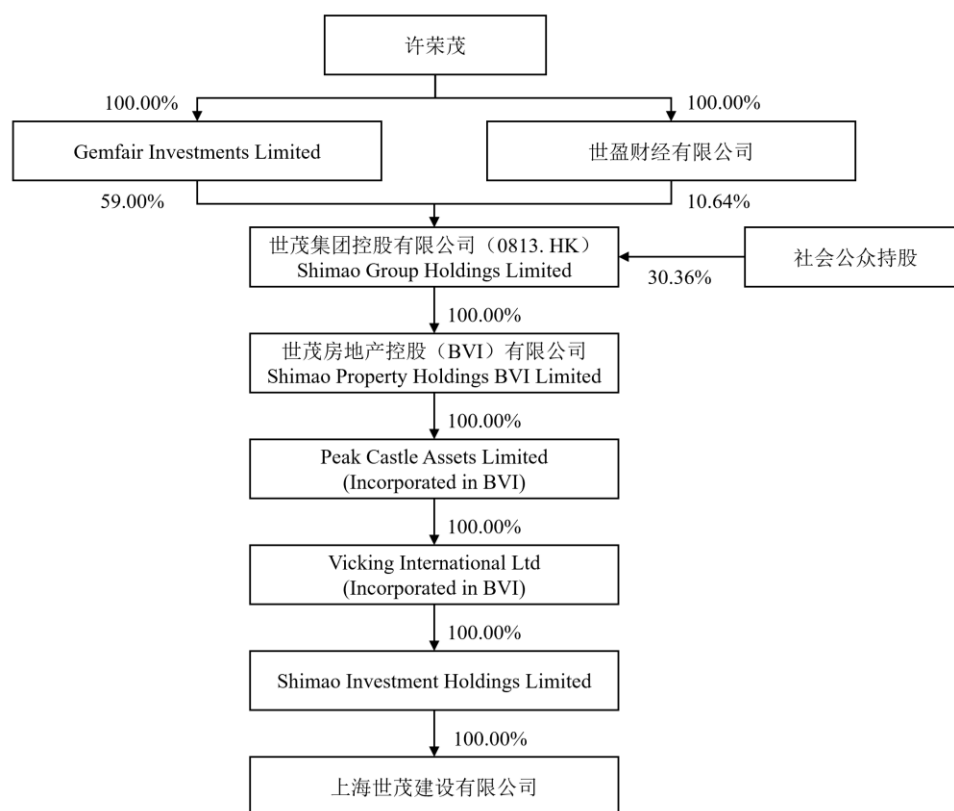 许荣茂
100.00%
100.00%
Gemfair Investments Limited
世盈财经有限公司
59.00%
10.64%
世茂集团控股有限公司（0813. HK）
Shimao Group Holdings Limited
社会公众持股
30.36%
100.00%
世茂房地产控股（BVI）有限公司
Shimao Property Holdings BVI Limited
100.00%
Peak Castle Assets Limited
(Incorporated in BVI)
100.00%
Vicking International Ltd
(Incorporated in BVI)
100.00%
Shimao Investment Holdings Limited
100.00%
上海世茂建设有限公司